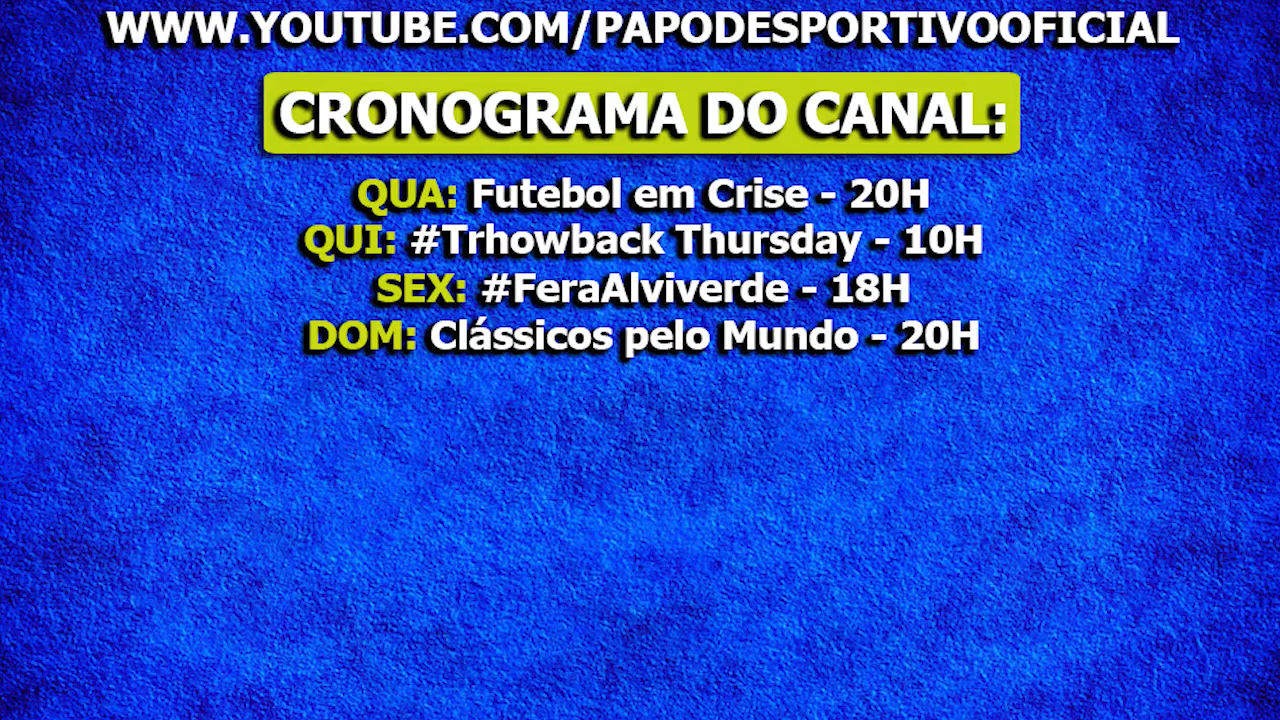 WWW.YOUTUBE.COM/PAPODESPORTIVOOFICIAL
CRONOGRAMA DO CANAL:
QUA: Futebol em Crise - 20H
QUI: #Trhowback Thursday - 10H
SEX: #FeraAlviverde - 18H
DOM: Clássicos pelo Mundo - 20H